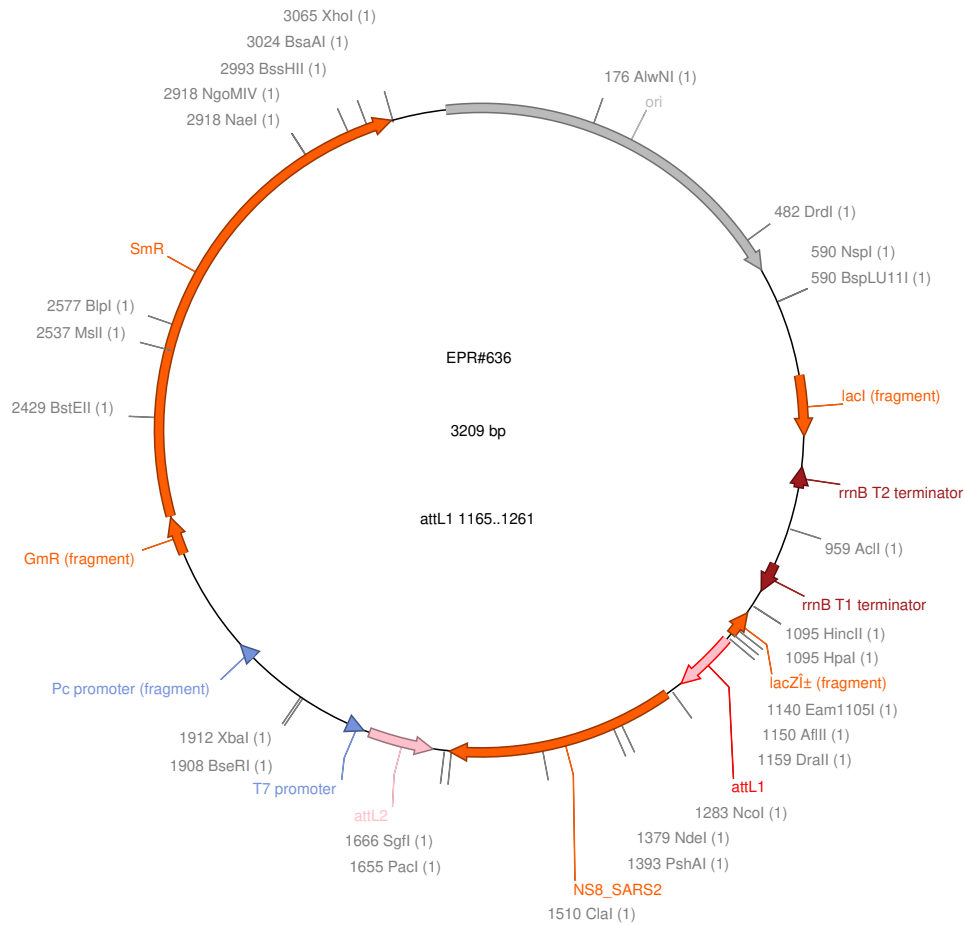 3065 XhoI (1)
3024 BsaAI (1)
2993 BssHII (1)
2918 NgoMIV (1)
2918 NaeI (1)
176 AlwNI (1)
ori
482 DrdI (1)
590 NspI (1)
590 BspLU11I (1)
SmR
2577 BlpI (1)
2537 MslI (1)
2429 BstEII (1)
EPR#636
3209 bp
attL1 1165..1261
lacI (fragment)
rrnB T2 terminator
959 AclI (1)
rrnB T1 terminator
1095 HincII (1)
1095 HpaI (1)
lacZÎ± (fragment)
1140 Eam1105I (1)
1150 AflII (1)
1159 DraII (1)
attL1
1283 NcoI (1)
1379 NdeI (1)
1393 PshAI (1)
NS8_SARS2
1510 ClaI (1)
GmR (fragment)
Pc promoter (fragment)
1912 XbaI (1)
1908 BseRI (1)
T7 promoter
attL2
1666 SgfI (1)
1655 PacI (1)